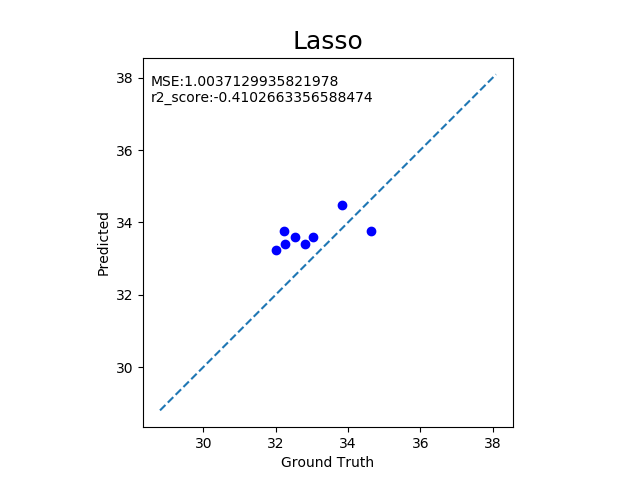 Lasso
MSE:1.0037129935821978
r2_score:-0.4102663356588474
38
36
34
32
30
Predicted
30 32 34 36 38
Ground Truth